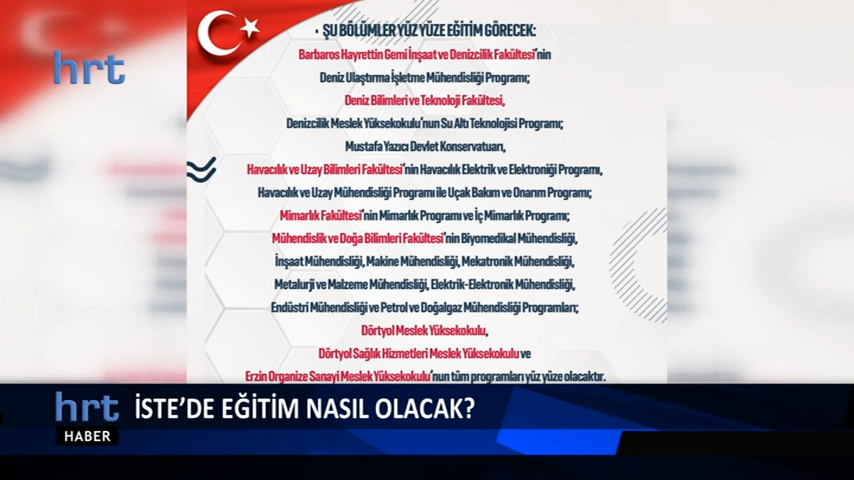 • ŞU BÖLÜMLER YÜZ YÜZE EĞİTİM GÖRECEK:
hrt
Barbaros Hayrettin Gemi İnşaat ve Denizcilik Fakültesi'nin
Deniz Ulaştırma İşletme Mühendisliği Programı;
Deniz Bilimleri ve Teknoloji Fakültesi,
Denizcilik Meslek Yüksekokulu'nun Su Altı Teknolojisi Programı;
Mustafa Yazıcı Devlet Konservatuarı,
Havacılık ve Uzay Bilimleri Fakültesi'nin Havacılık Elektrik ve Elektroniği Programı,
Havacılık ve Uzay Mühendisliği Programı ile Uçak Bakım ve Onarım Programı;
Mimarlık Fakültesi'nin Mimarlık Programı ve İç Mimarlık Programı;
Mühendislik ve Doğa Bilimleri Fakültesi'nin Biyomedikal Mühendisliği,
İnşaat Mühendisliği, Makine Mühendisliği, Mekatronik Mühendisliği,
Metalurji ve Malzeme Mühendisliği, Elektrik-Elektronik Mühendisliği,
Endüstri Mühendisliği ve Petrol ve Doğalgaz Mühendisliği Programları;
Dörtyol Meslek Yüksekokulu,
Dörtyol Sağlık Hizmetleri Meslek Yüksekokulu ve
Erzin Organize Sanayi Meslek Yüksekokulu'nun tüm programları yüz yüze olacaktır.
hrt
HABER
İSTE'DE EĞİTİM NASIL OLACAK?